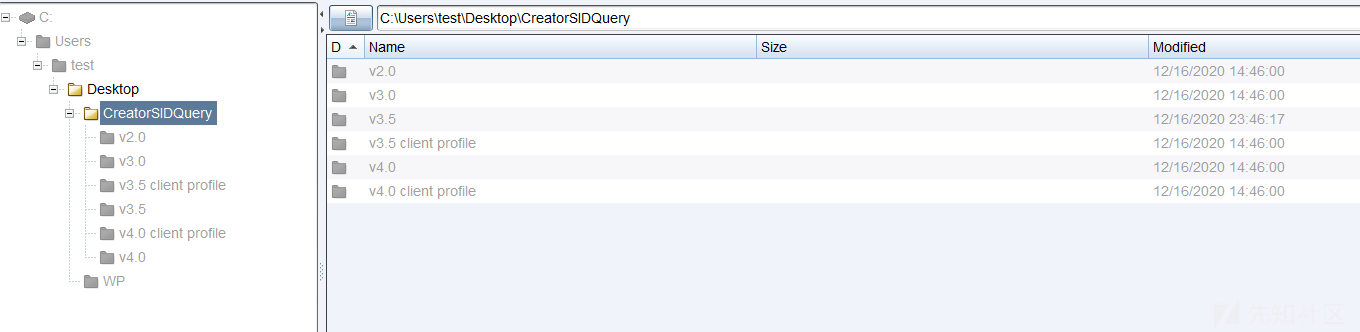 C:
Users
test
Desktop
CreatorSIDQuery
v2.0
v3.0
v3.5 client profile
v3.5
v4.0 client profile
v4.0
WP
C:\Users\test\Desktop\CreatorSIDQuery
D Name Size Modified
v2.0 12/16/2020 14:46:00
v3.0 12/16/2020 14:46:00
v3.5 12/16/2020 23:46:17
v3.5 client profile 12/16/2020 14:46:00
v4.0 12/16/2020 14:46:00
v4.0 client profile 12/16/2020 14:46:00
先知社区